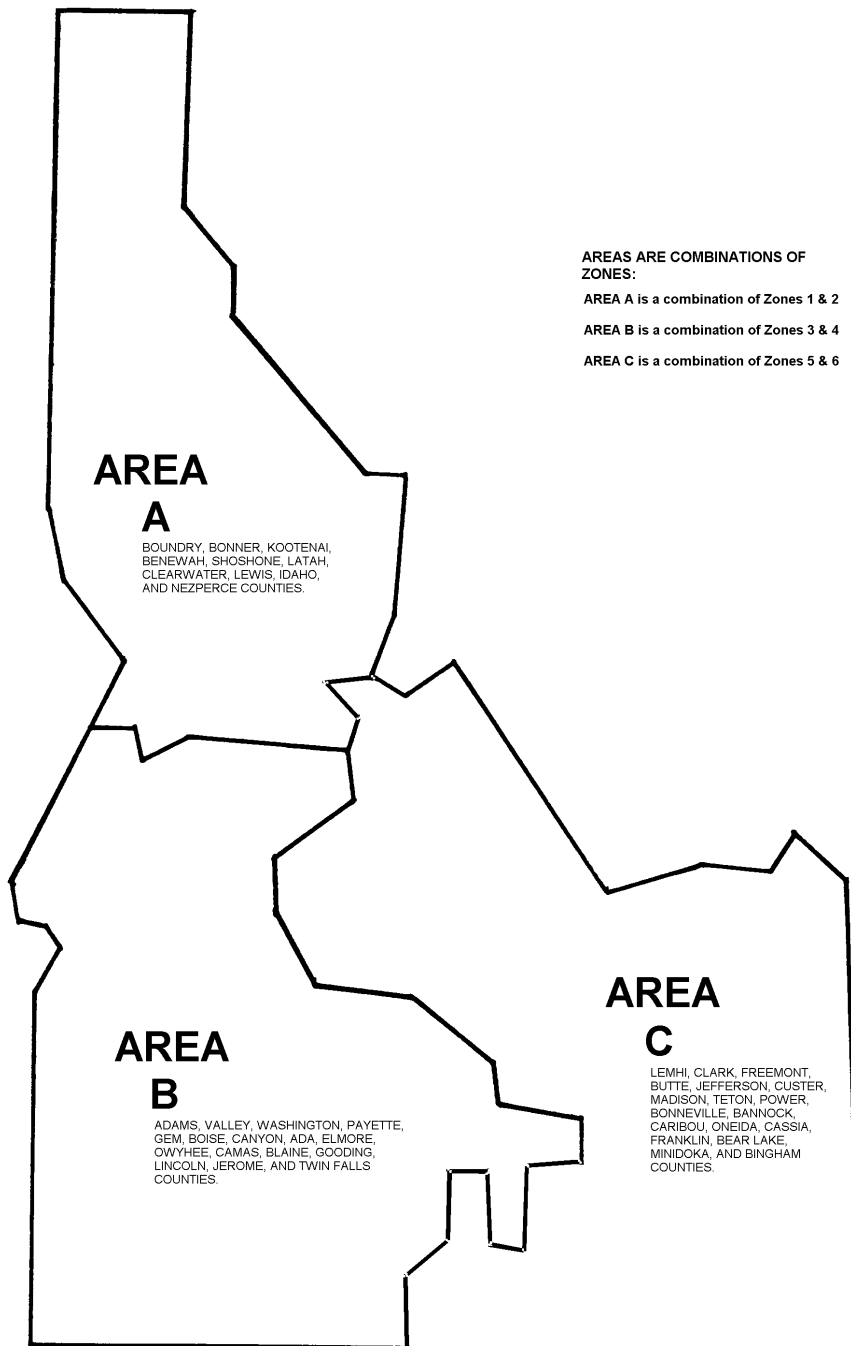 AREAS ARE COMBINATIONS OF
ZONES:
AREA A is a combination of Zones 1 & 2
AREA B is a combination of Zones 3 & 4
AREA C is a combination of Zones 5 & 6
AREA
A
BOUNDRY, BONNER, KOOTENAI,
BENEWAH, SHOSHONE, LATAH,
CLEARWATER, LEWIS, IDAHO,
AND NEZPERCE COUNTIES.
AREA
B
ADAMS, VALLEY, WASHINGTON, PAYETTE,
GEM, BOISE, CANYON, ADA, ELMORE,
OWYHEE, CAMAS, BLAINE, GOODING,
LINCOLN, JEROME, AND TWIN FALLS
COUNTIES.
AREA
C
LEMHI, CLARK, FREEMONT,
BUTTE, JEFFERSON, CUSTER,
MADISON, TETON, POWER,
BONNEVILLE, BANNOCK,
CARIBOU, ONEIDA, CASSIA,
FRANKLIN, BEAR LAKE,
MINIDOKA, AND BINGHAM
COUNTIES.